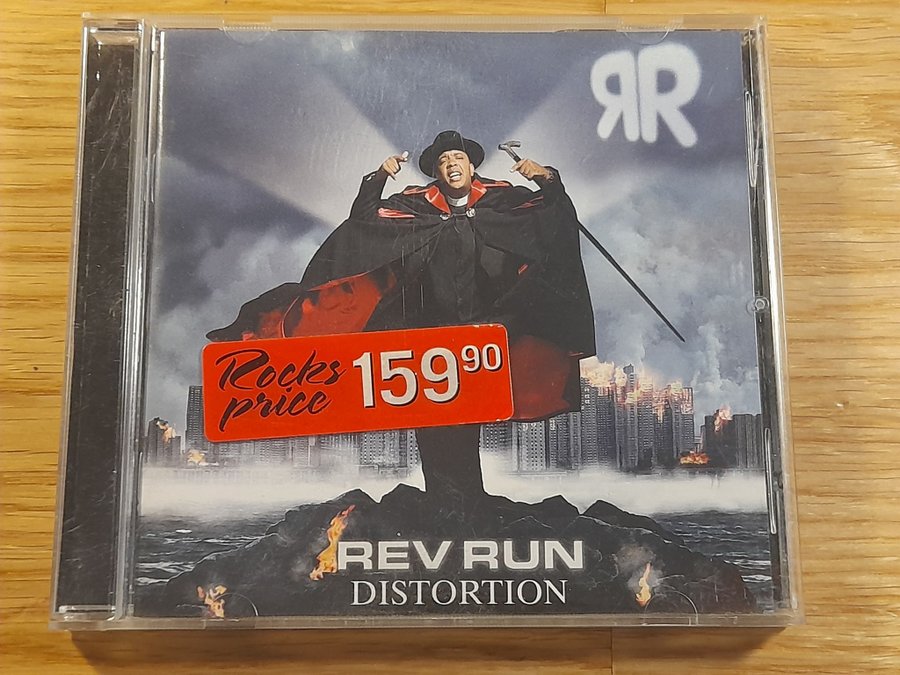 RR
Rocks
price
159 90
REV RUN
DISTORTION